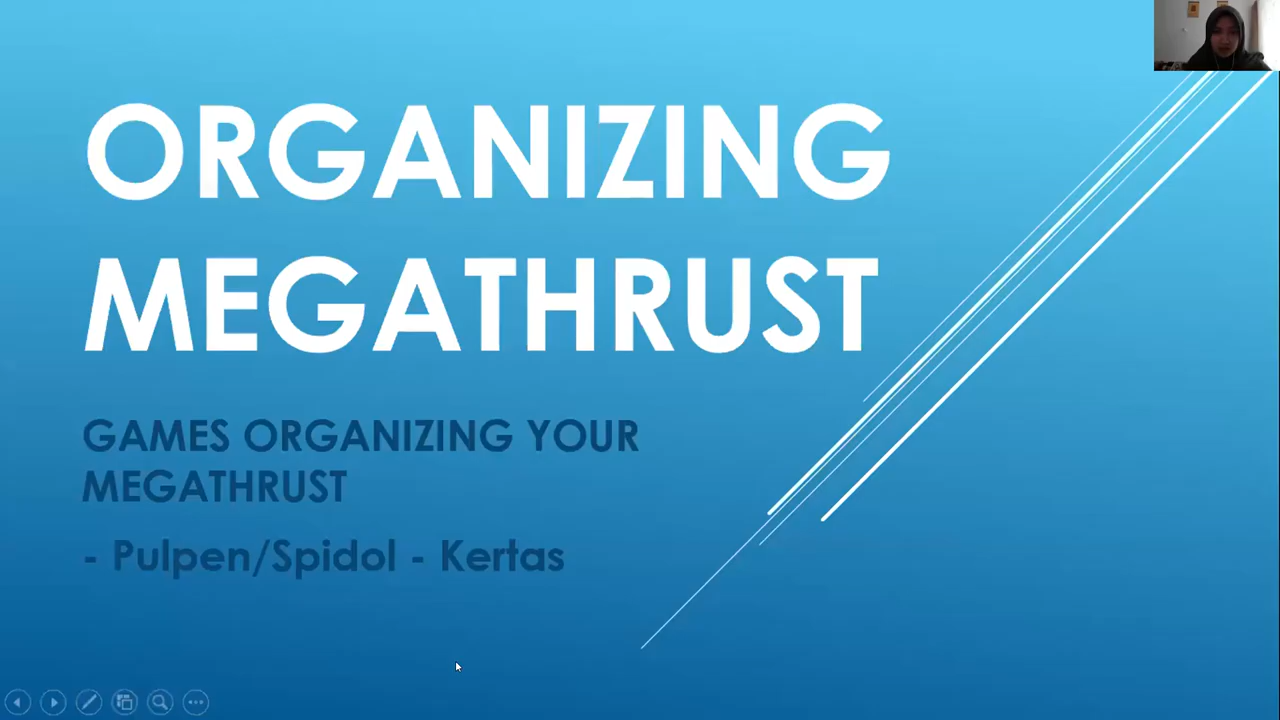 ORGANIZING
MEGATHRUST
GAMES ORGANIZING YOUR
MEGATHRUST
- Pulpen/Spidol - Kertas